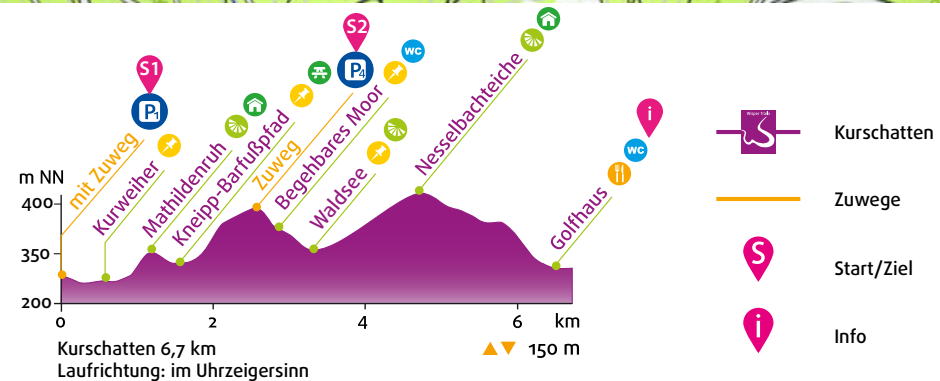 S1
P1
mit Zuweg
Kurweiher
Mathildenruh
Kneipp-Barfußpfad
Zuweg
S2
P4
Begehbares Moor
WC
Waldsee
Nesselbachteiche
Golfhaus
WC
i
m NN
400
350
200
0
2
4
6
km
Kurschatten 6,7 km
150 m
Laufrichtung: im Uhrzeigersinn
Wisper Trails
Kurschatten
Zuwege
S
Start/Ziel
i
Info